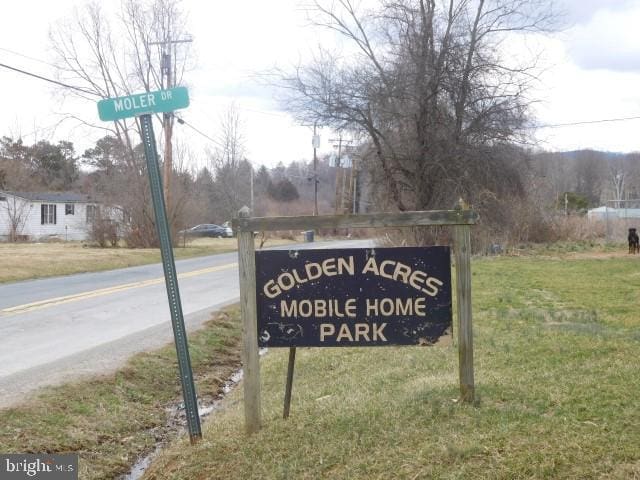 MOLER DR
GOLDEN ACRES
MOBILE HOME
PARK
bright MLS